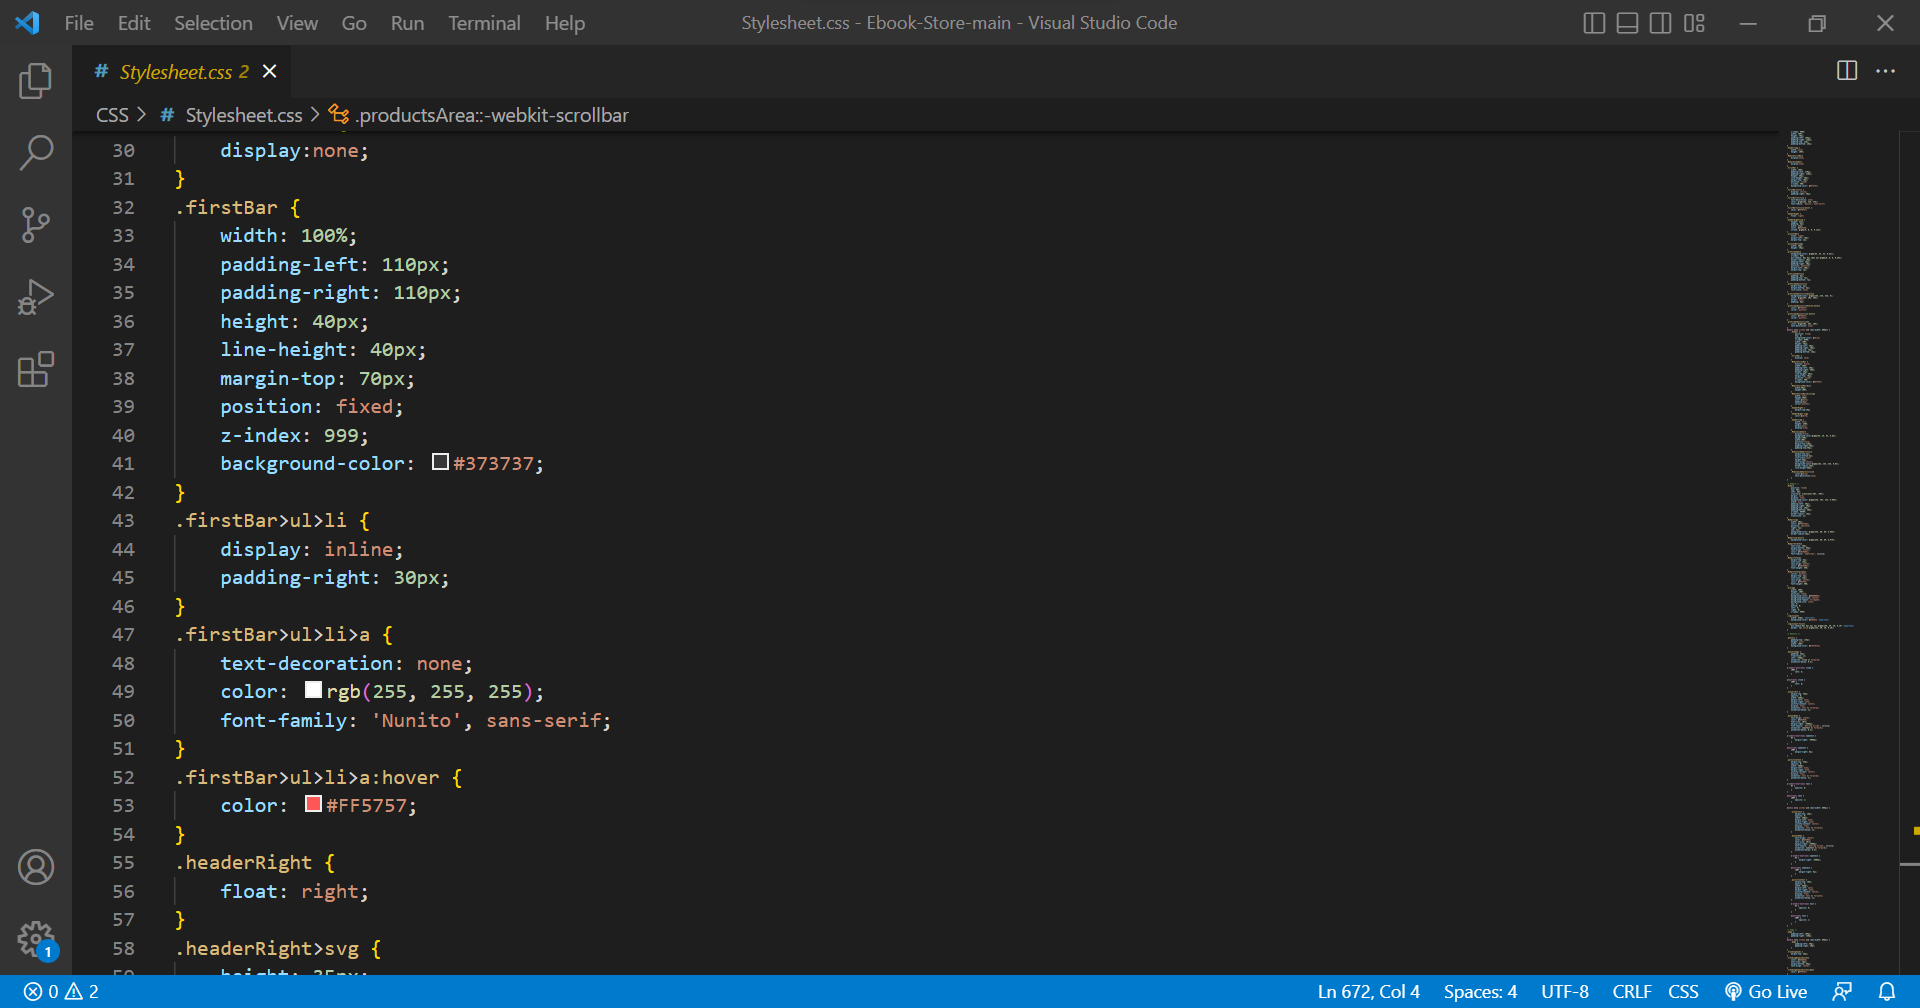 File Edit Selection View Go Run Terminal Help
Stylesheet.css - Ebook-Store-main - Visual Studio Code
# Stylesheet.css 2
CSS > # Stylesheet.css > .productsArea::-webkit-scrollbar
30 display:none;
31 }
32 .firstBar {
33 width: 100%;
34 padding-left: 110px;
35 padding-right: 110px;
36 height: 40px;
37 line-height: 40px;
38 margin-top: 70px;
39 position: fixed;
40 z-index: 999;
41 background-color: #373737;
42 }
43 .firstBar>ul>li {
44 display: inline;
45 padding-right: 30px;
46 }
47 .firstBar>ul>li>a {
48 text-decoration: none;
49 color: rgb(255, 255, 255);
50 font-family: 'Nunito', sans-serif;
51 }
52 .firstBar>ul>li>a:hover {
53 color: #FF5757;
54 }
55 .headerRight {
56 float: right;
57 }
58 .headerRight>svg {
59 height: 35px;
1
0 2 Ln 672, Col 4 Spaces: 4 UTF-8 CRLF CSS Go Live